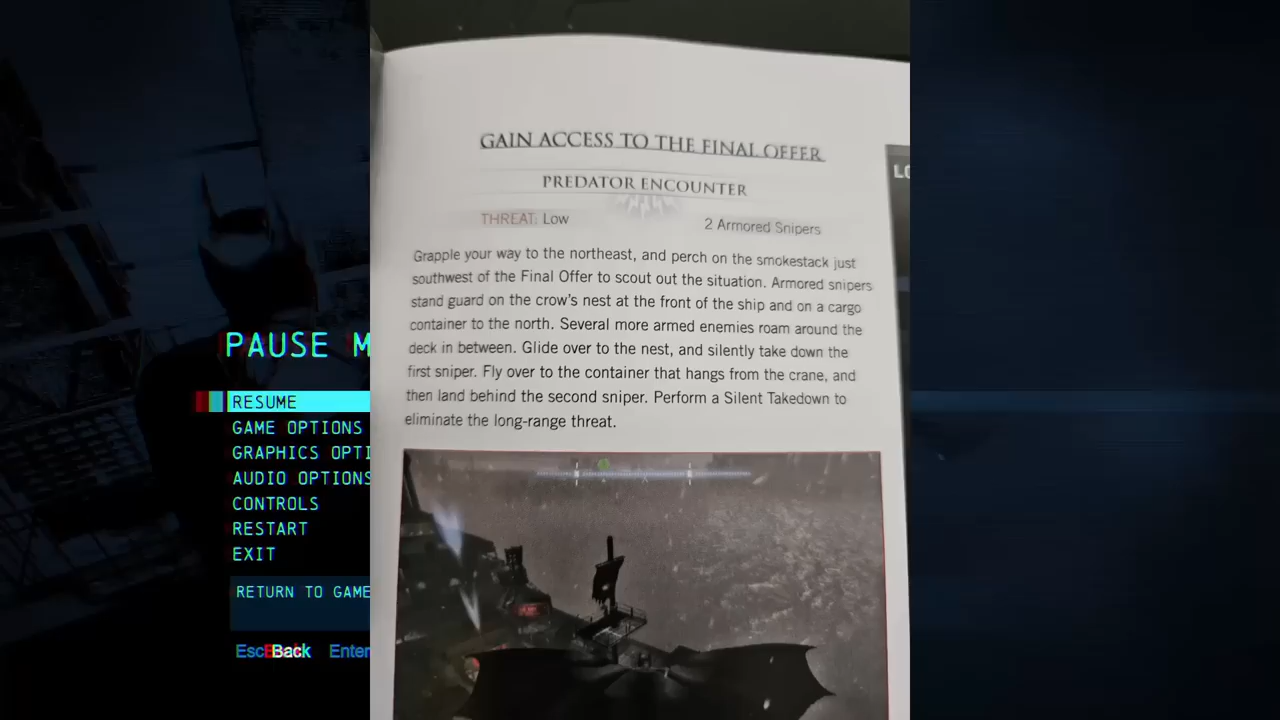 GAIN ACCESS TO THE FINAL OFFER
PREDATOR ENCOUNTER
THREAT: Low
2 Armored Snipers
Grapple your way to the northeast, and perch on the smokestack just
southwest of the Final Offer to scout out the situation. Armored snipers
stand guard on the crow's nest at the front of the ship and on a cargo
container to the north. Several more armed enemies roam around the
deck in between. Glide over to the nest, and silently take down the
first sniper. Fly over to the container that hangs from the crane, and
then land behind the second sniper. Perform a Silent Takedown to
eliminate the long-range threat.
PAUSE M
RESUME
GAME OPTIONS
GRAPHICS OPTI
AUDIO OPTIONS
CONTROLS
RESTART
EXIT
RETURN TO GAME
Esc Back Enter